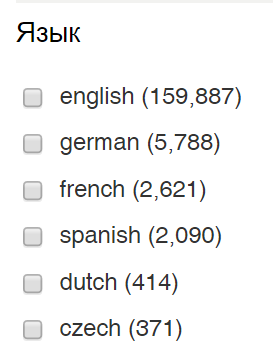 Язык
english (159,887)
german (5,788)
french (2,621)
spanish (2,090)
dutch (414)
czech (371)